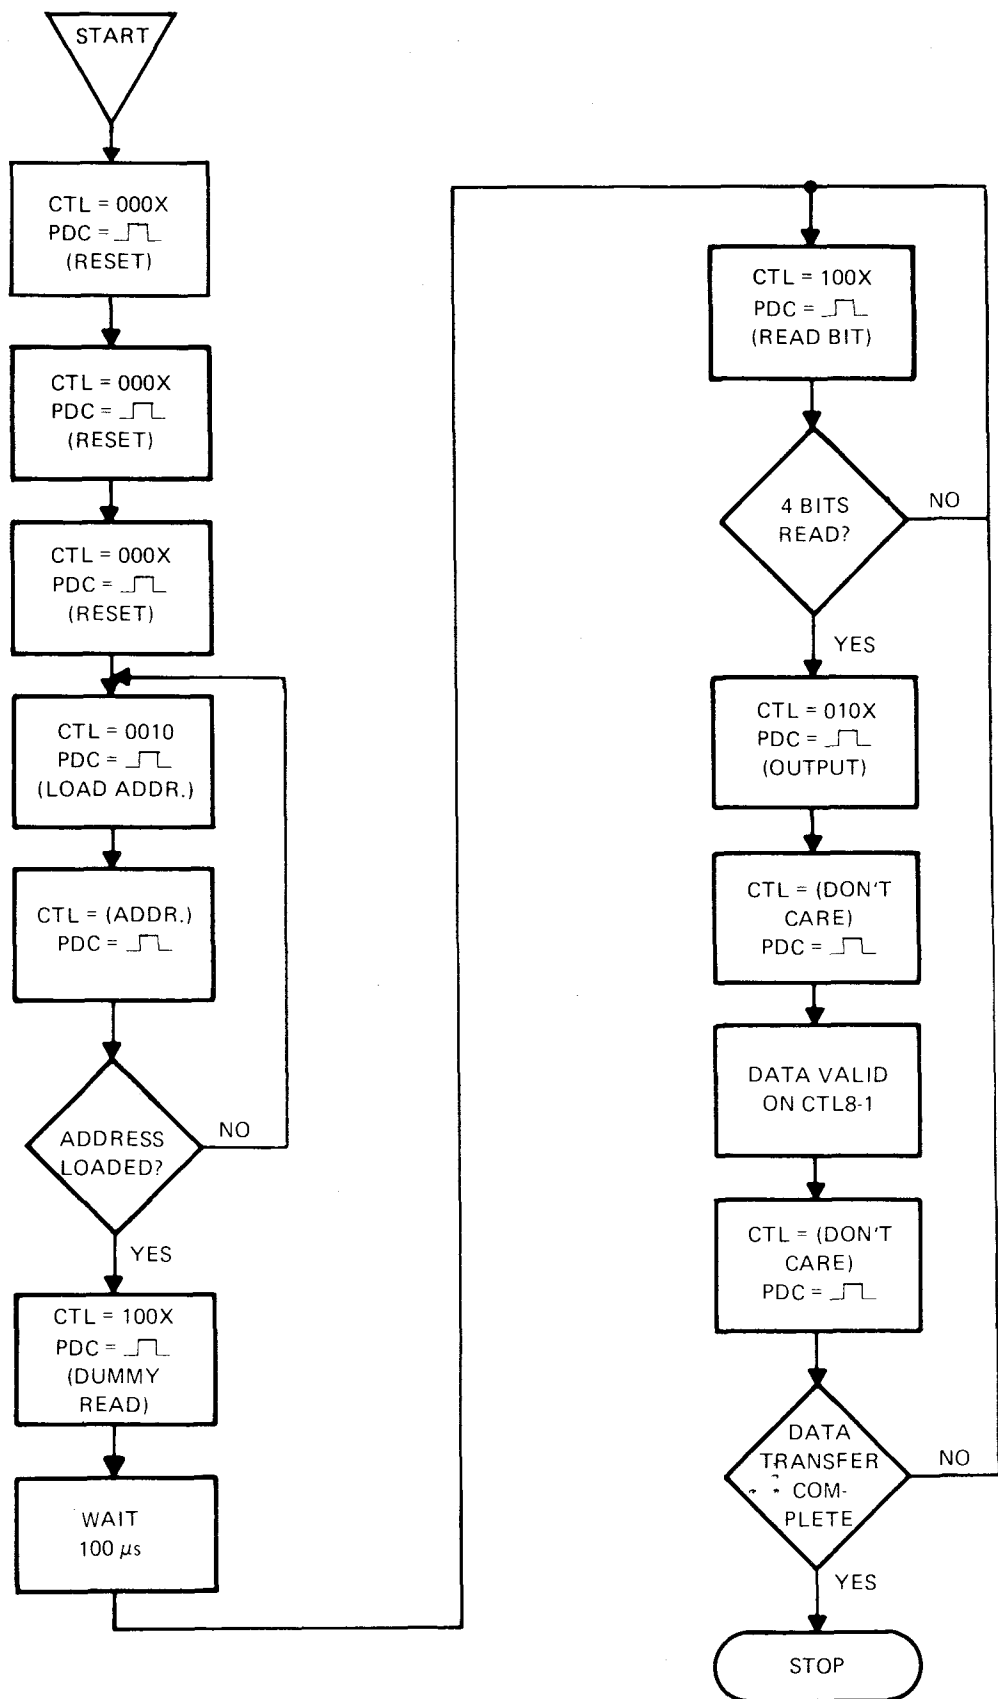 START
CTL = 000X
PDC =
(RESET)
CTL = 000X
PDC =
(RESET)
CTL = 000X
PDC =
(RESET)
CTL = 0010
PDC =
(LOAD ADDR.)
CTL = (ADDR.)
PDC =
ADDRESS
LOADED?
NO
YES
CTL = 100X
PDC =
(DUMMY
READ)
WAIT
100 µs
CTL = 100X
PDC =
(READ BIT)
4 BITS
READ?
NO
YES
CTL = 010X
PDC =
(OUTPUT)
CTL = (DON'T
CARE)
PDC =
DATA VALID
ON CTL8-1
CTL = (DON'T
CARE)
PDC =
DATA
TRANSFER
COM-
PLETE
NO
YES
STOP